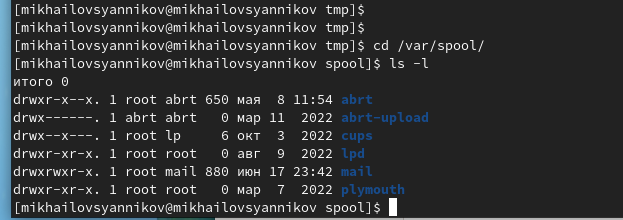 [mikhailovsyannikov@mikhailovsyannikov tmp]$
[mikhailovsyannikov@mikhailovsyannikov tmp]$
[mikhailovsyannikov@mikhailovsyannikov tmp]$ cd /var/spool/
[mikhailovsyannikov@mikhailovsyannikov spool]$ ls -l
итого 0
drwxr-x--x. 1 root abrt 650 мая  8 11:54 abrt
drwx------. 1 abrt abrt   0 мар 11  2022 abrt-upload
drwx--x---. 1 root lp     6 окт  3  2022 cups
drwxr-xr-x. 1 root root   0 авг  9  2022 lpd
drwxrwxr-x. 1 root mail 880 июн 17 23:42 mail
drwxr-xr-x. 1 root root   0 мар  7  2022 plymouth
[mikhailovsyannikov@mikhailovsyannikov spool]$